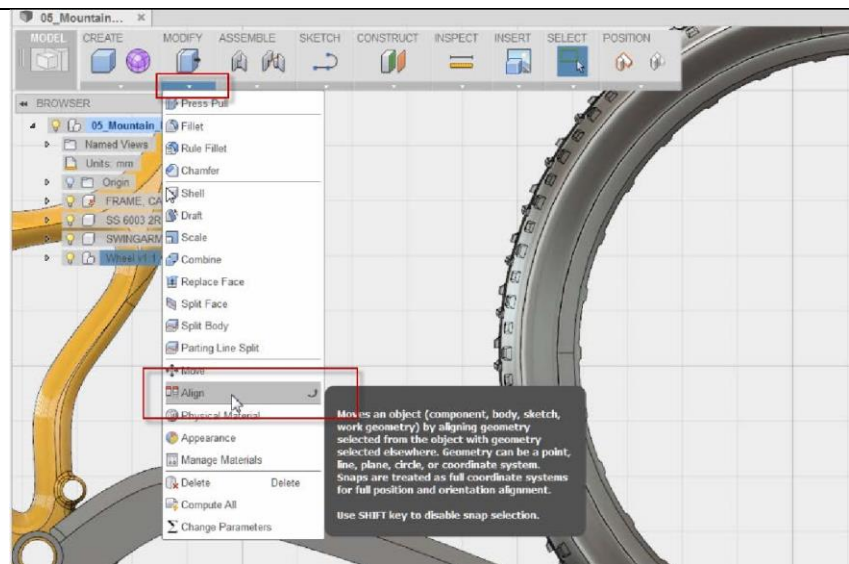 05_Mountain... ×
MODEL CREATE MODIFY ASSEMBLE SKETCH CONSTRUCT INSPECT INSERT SELECT POSITION
BROWSER
05_Mountain
Named Views
Units: mm
Origin
FRAME, CA
SS 6003 2R
SWINGARM
Wheel v1:1
Press Pull
Fillet
Rule Fillet
Chamfer
Shell
Draft
Scale
Combine
Replace Face
Split Face
Split Body
Parting Line Split
Move
Align
Physical Material
Appearance
Manage Materials
Delete Delete
Compute All
Change Parameters
Moves an object (component, body, sketch,
work geometry) by aligning geometry
selected from the object with geometry
selected elsewhere. Geometry can be a point,
line, plane, circle, or coordinate system.
Snaps are treated as full coordinate systems
for full position and orientation alignment.
Use SHIFT key to disable snap selection.